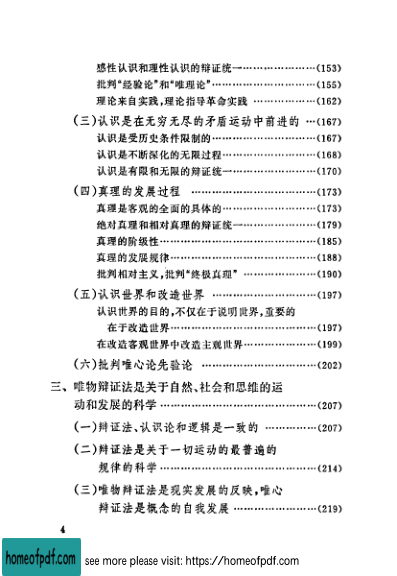 感性认识和理性认识的辩证统一…………………(153)
批判“经验论”和“唯理论”……………………(155)
理论来自实践,理论指导革命实践 ……………(162)
(三)认识是在无穷无尽的矛盾运动中前进的 …(167)
认识是受历史条件限制的………………………(167)
认识是不断深化的无限过程……………………(168)
认识是有限和无限的辩证统一…………………(170)
(四)真理的发展过程 ……………………………(173)
真理是客观的全面的具体的……………………(173)
绝对真理和相对真理的辩证统一………………(179)
真理的阶级性……………………………………(185)
真理的发展规律…………………………………(188)
批判相对主义,批判“终极真理” ……………(190)
(五)认识世界和改造世界 ………………………(197)
认识世界的目的,不仅在于说明世界,重要的
在于改造世界……………………………………(197)
在改造客观世界中改造主观世界………………(199)
(六)批判唯心论先验论 …………………………(202)
三、唯物辩证法是关于自然、社会和思维的运
动和发展的科学 …………………………………(207)
(一)辩证法、认识论和逻辑是一致的 ……………(207)
(二)辩证法是关于一切运动的最普遍的
规律的科学…………………………………(214)
(三)唯物辩证法是现实发展的反映,唯心
辩证法是概念的自我发展 …………………(219)
4
homeofpdf.com see more please visit: https://homeofpdf.com